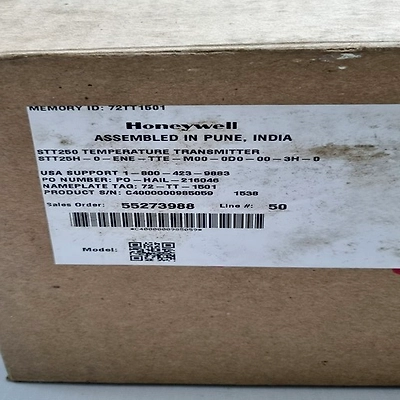 MEMORY ID: 72TT1501
Honeywell
ASSEMBLED IN PUNE, INDIA
STT250 TEMPERATURE TRANSMITTER
STT25H-0-ENE-TTE-M00-0D0-00-3H-0
USA SUPPORT 1-800-423-9883
PO NUMBER: PO-HAIL-216046
NAMEPLATE TAG: 72-TT-1501
PRODUCT S/N: C4000000985059 1538
Sales Order: 55273988 Line #: 50
*C4000000985059*
Model: